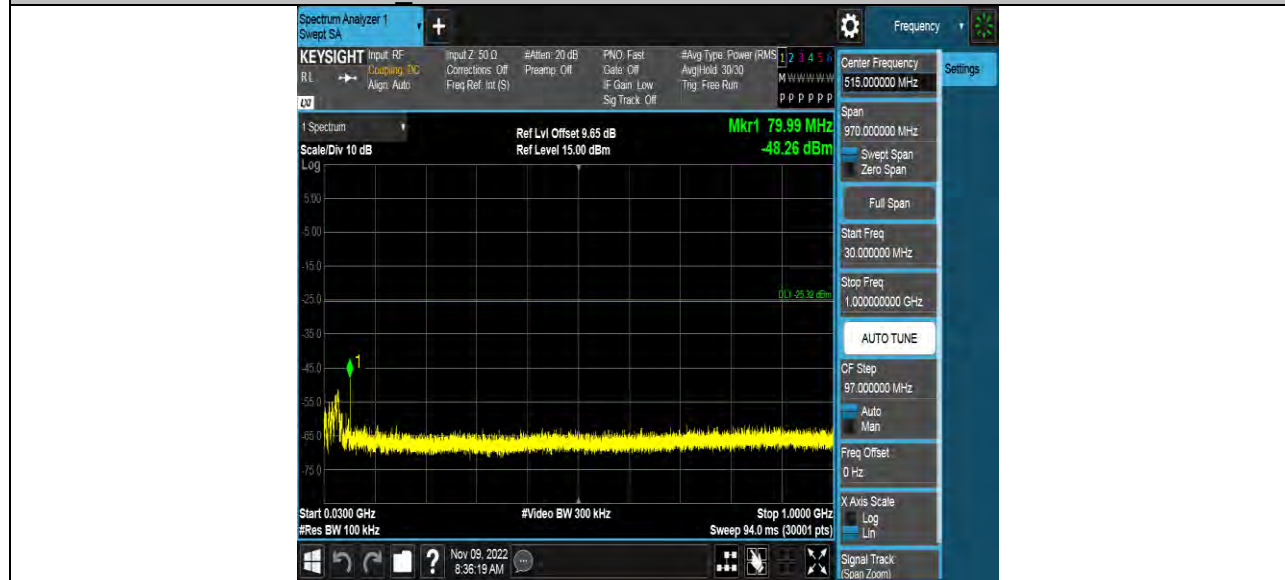 Spectrum Analyzer 1
Swept SA
+
Frequency
KEYSIGHT
RL
LXI
Input: RF
Coupling: DC
Align: Auto
Input Z: 50 Ω
Corrections: Off
Freq Ref: Int (S)
#Atten: 20 dB
Preamp: Off
PNO: Fast
Gate: Off
IF Gain: Low
Sig Track: Off
#Avg Type: Power (RMS
Avg|Hold: 30/30
Trig: Free Run
1 2 3 4 5 6
M W W W W W
P P P P P P
1 Spectrum
Scale/Div 10 dB
Ref Lvl Offset 9.65 dB
Ref Level 15.00 dBm
Mkr1 79.99 MHz
-48.26 dBm
Log
5.00
-5.00
-15.0
-25.0
DL1 -25.32 dBm
-35.0
1
-45.0
-55.0
-65.0
-75.0
Start 0.0300 GHz
#Res BW 100 kHz
#Video BW 300 kHz
Stop 1.0000 GHz
Sweep 94.0 ms (30001 pts)
?
Nov 09, 2022
8:36:19 AM
Center Frequency
515.000000 MHz
Settings
Span
970.000000 MHz
Swept Span
Zero Span
Full Span
Start Freq
30.000000 MHz
Stop Freq
1.000000000 GHz
AUTO TUNE
CF Step
97.000000 MHz
Auto
Man
Freq Offset
0 Hz
X Axis Scale
Log
Lin
Signal Track
(Span Zoom)